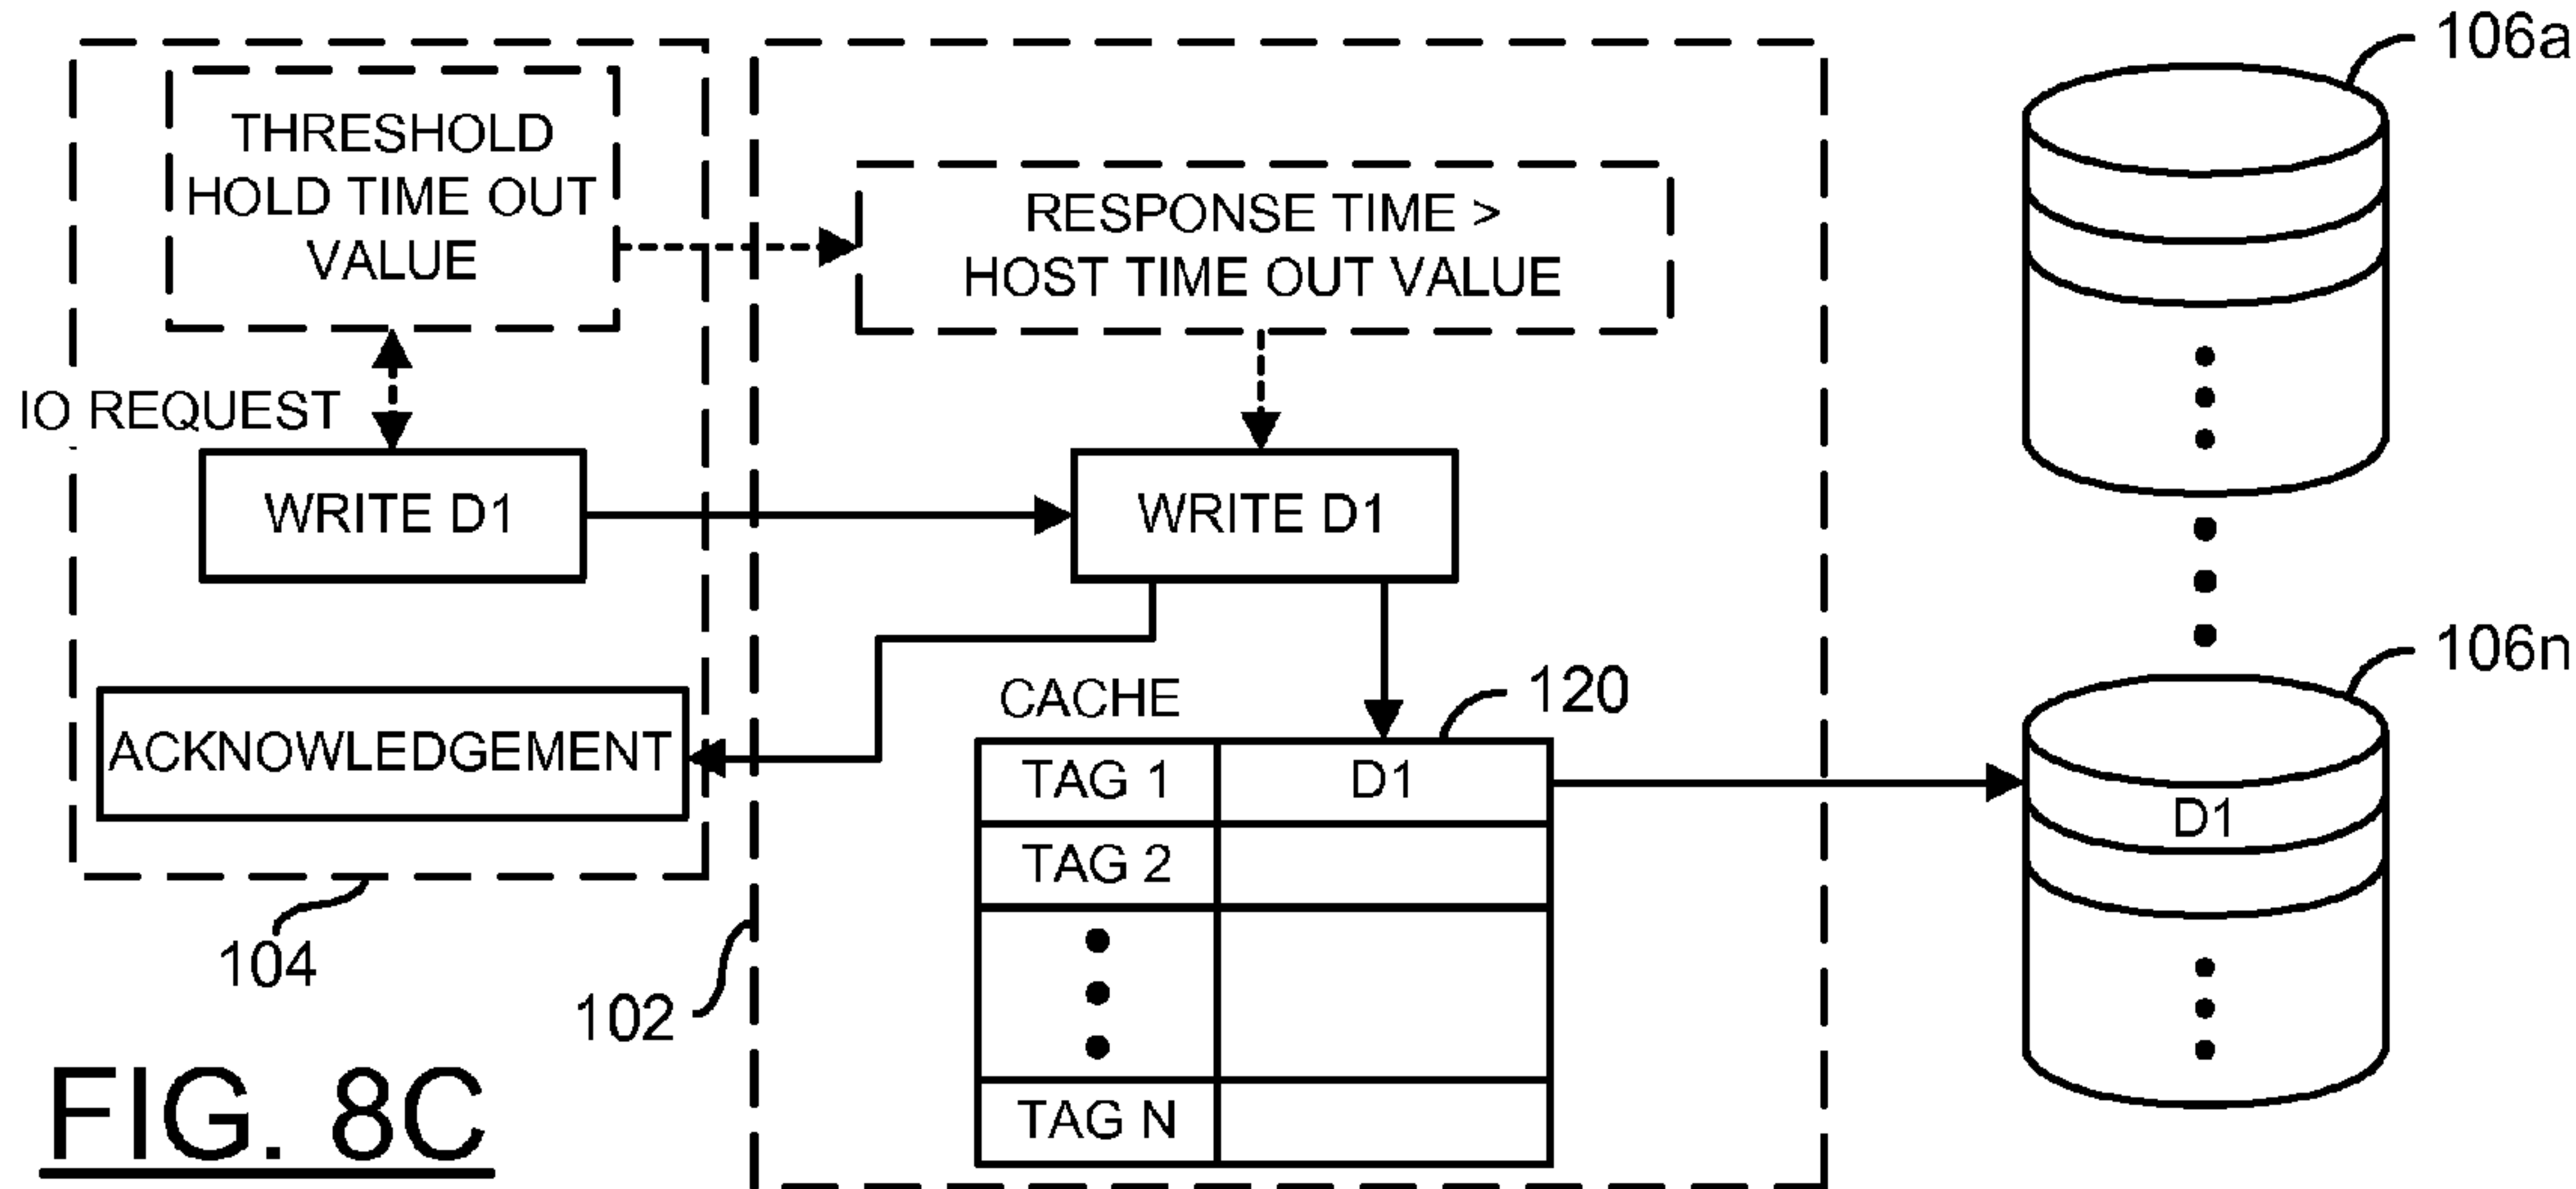 106a
THRESHOLD
HOLD TIME OUT
VALUE
RESPONSE TIME >
HOST TIME OUT VALUE
IO REQUEST
WRITE D1
WRITE D1
106n
CACHE
120
ACKNOWLEDGEMENT
TAG 1
D1
D1
TAG 2
104
102
TAG N
FIG. 8C